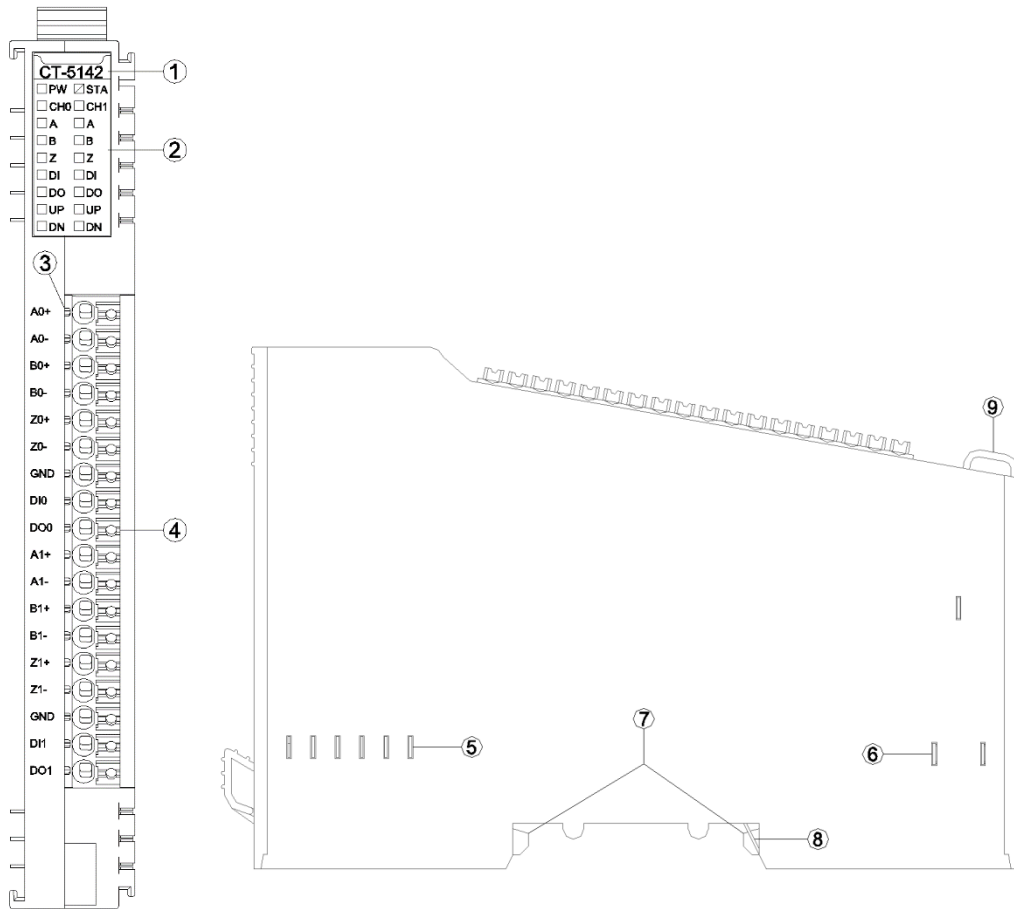 CT-5142
①
PW STA
CH0 CH1
A A
B B
②
Z Z
DI DI
DO DO
UP UP
DN DN
③
A0+
A0-
B0+
B0-
Z0+
Z0-
GND
DI0
DO0
④
A1+
A1-
B1+
B1-
Z1+
Z1-
GND
DI1
DO1
⑨
⑦
⑤
⑥
⑧